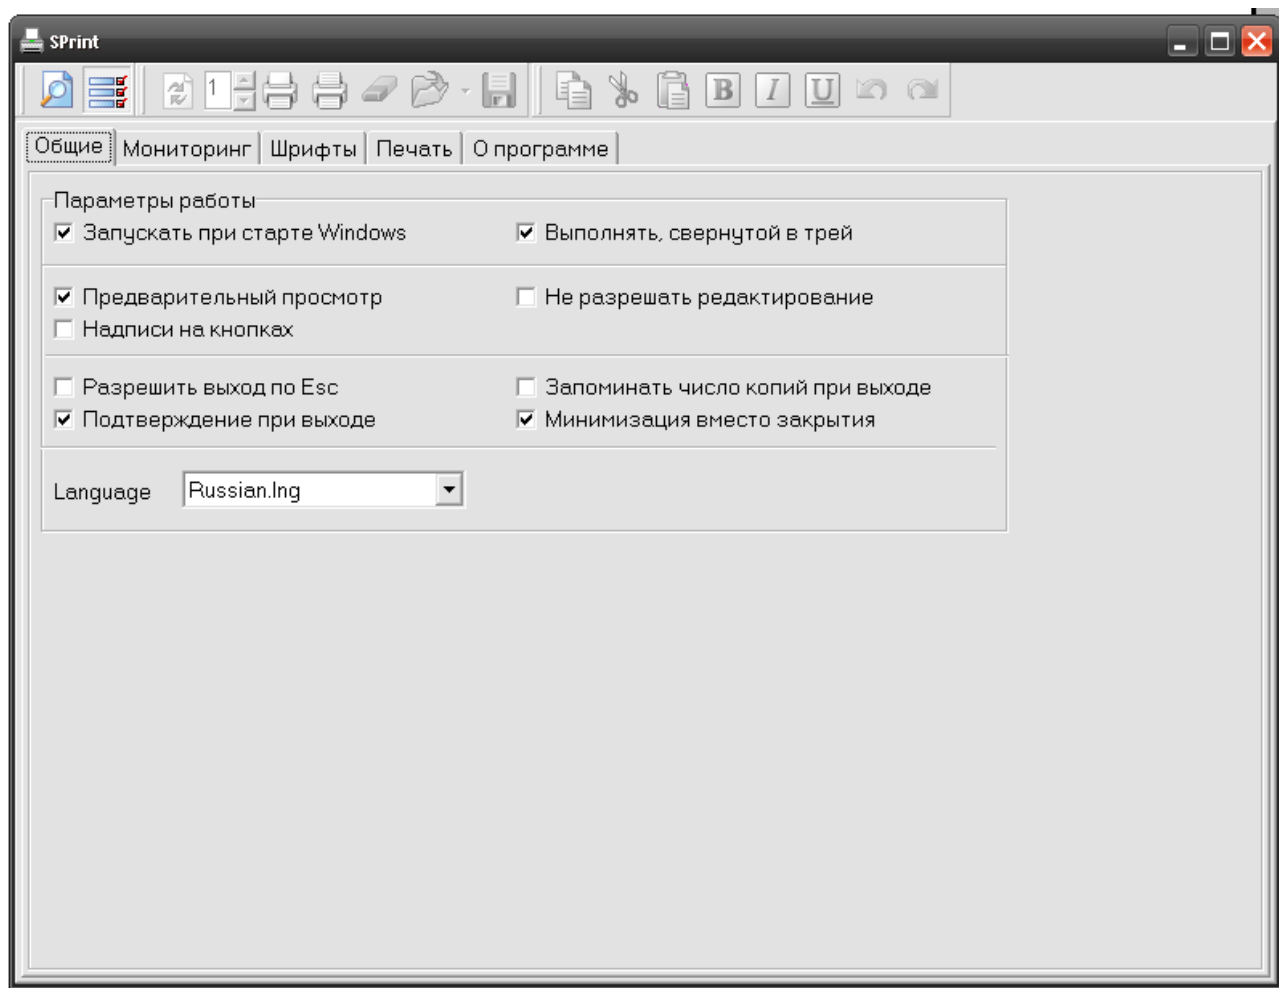 SPrint
1
B I U
Общие Мониторинг Шрифты Печать О программе
Параметры работы
Запускать при старте Windows Выполнять, свернутой в трей
Предварительный просмотр Не разрешать редактирование
Надписи на кнопках
Разрешить выход по Esc Запоминать число копий при выходе
Подтверждение при выходе Минимизация вместо закрытия
Language Russian.lng